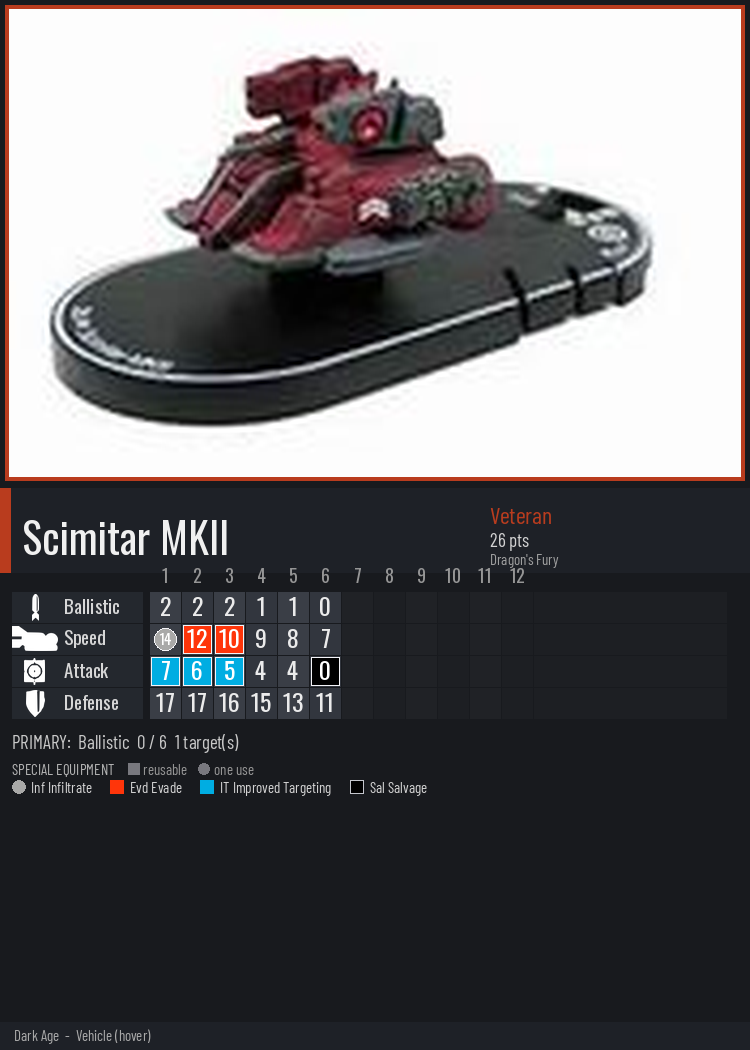 Scimitar MKII
Veteran
26 pts
Dragon's Fury
1 2 3 4 5 6 7 8 9 10 11 12
Ballistic 2 2 2 1 1 0
Speed 14 12 10 9 8 7
Attack 7 6 5 4 4 0
Defense 17 17 16 15 13 11
PRIMARY: Ballistic 0 / 6 1 target(s)
SPECIAL EQUIPMENT reusable one use
Inf Infiltrate Evd Evade IT Improved Targeting Sal Salvage
Dark Age - Vehicle (hover)